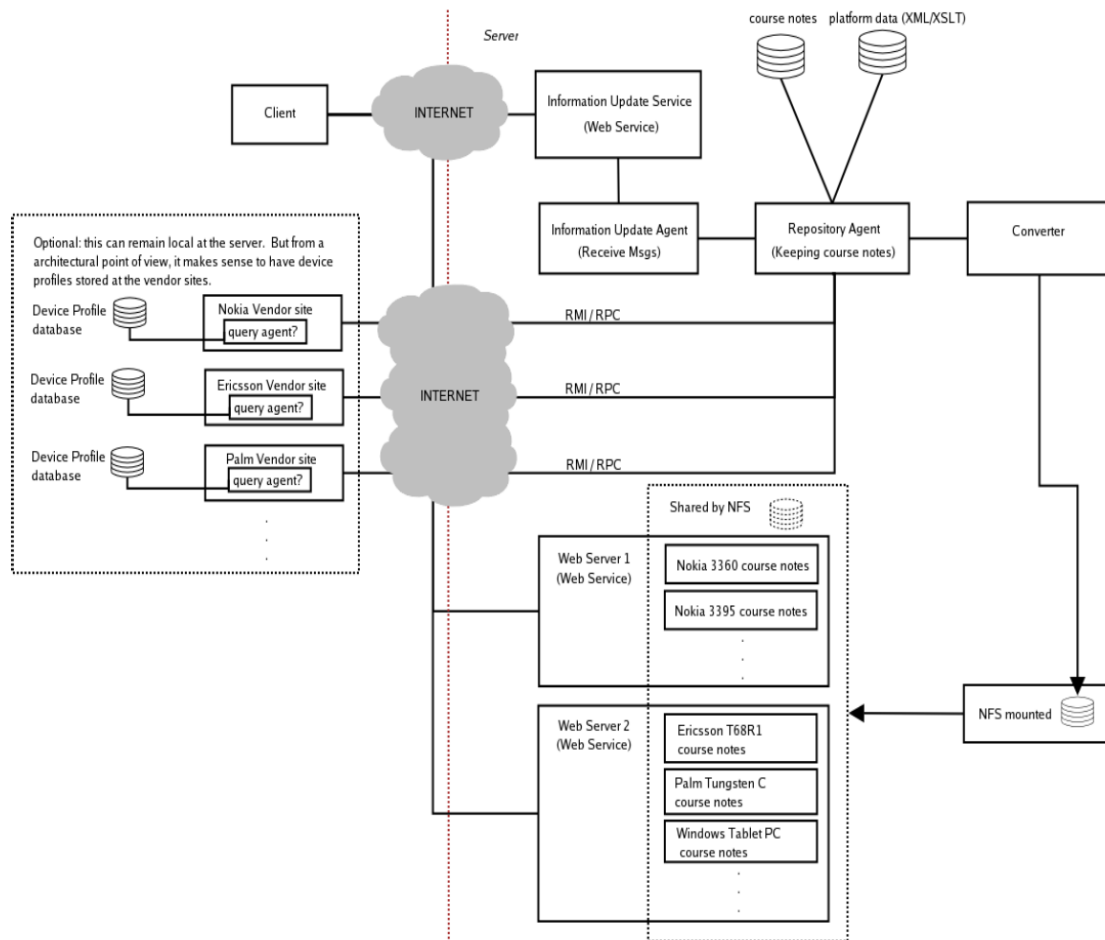 course notes
platform data (XML/XSLT)
Server
Client
INTERNET
Information Update Service
(Web Service)
Information Update Agent
(Receive Msgs)
Repository Agent
(Keeping course notes)
Converter
Optional: this can remain local at the server. But from a
architectural point of view, it makes sense to have device
profiles stored at the vendor sites.
Device Profile
database
Nokia Vendor site
query agent?
RMI / RPC
Device Profile
database
Ericsson Vendor site
query agent?
INTERNET
RMI / RPC
Device Profile
database
Palm Vendor site
query agent?
RMI / RPC
Shared by NFS
Web Server 1
(Web Service)
Nokia 3360 course notes
Nokia 3395 course notes
NFS mounted
Web Server 2
(Web Service)
Ericsson T68R1
course notes
Palm Tungsten C
course notes
Windows Tablet PC
course notes